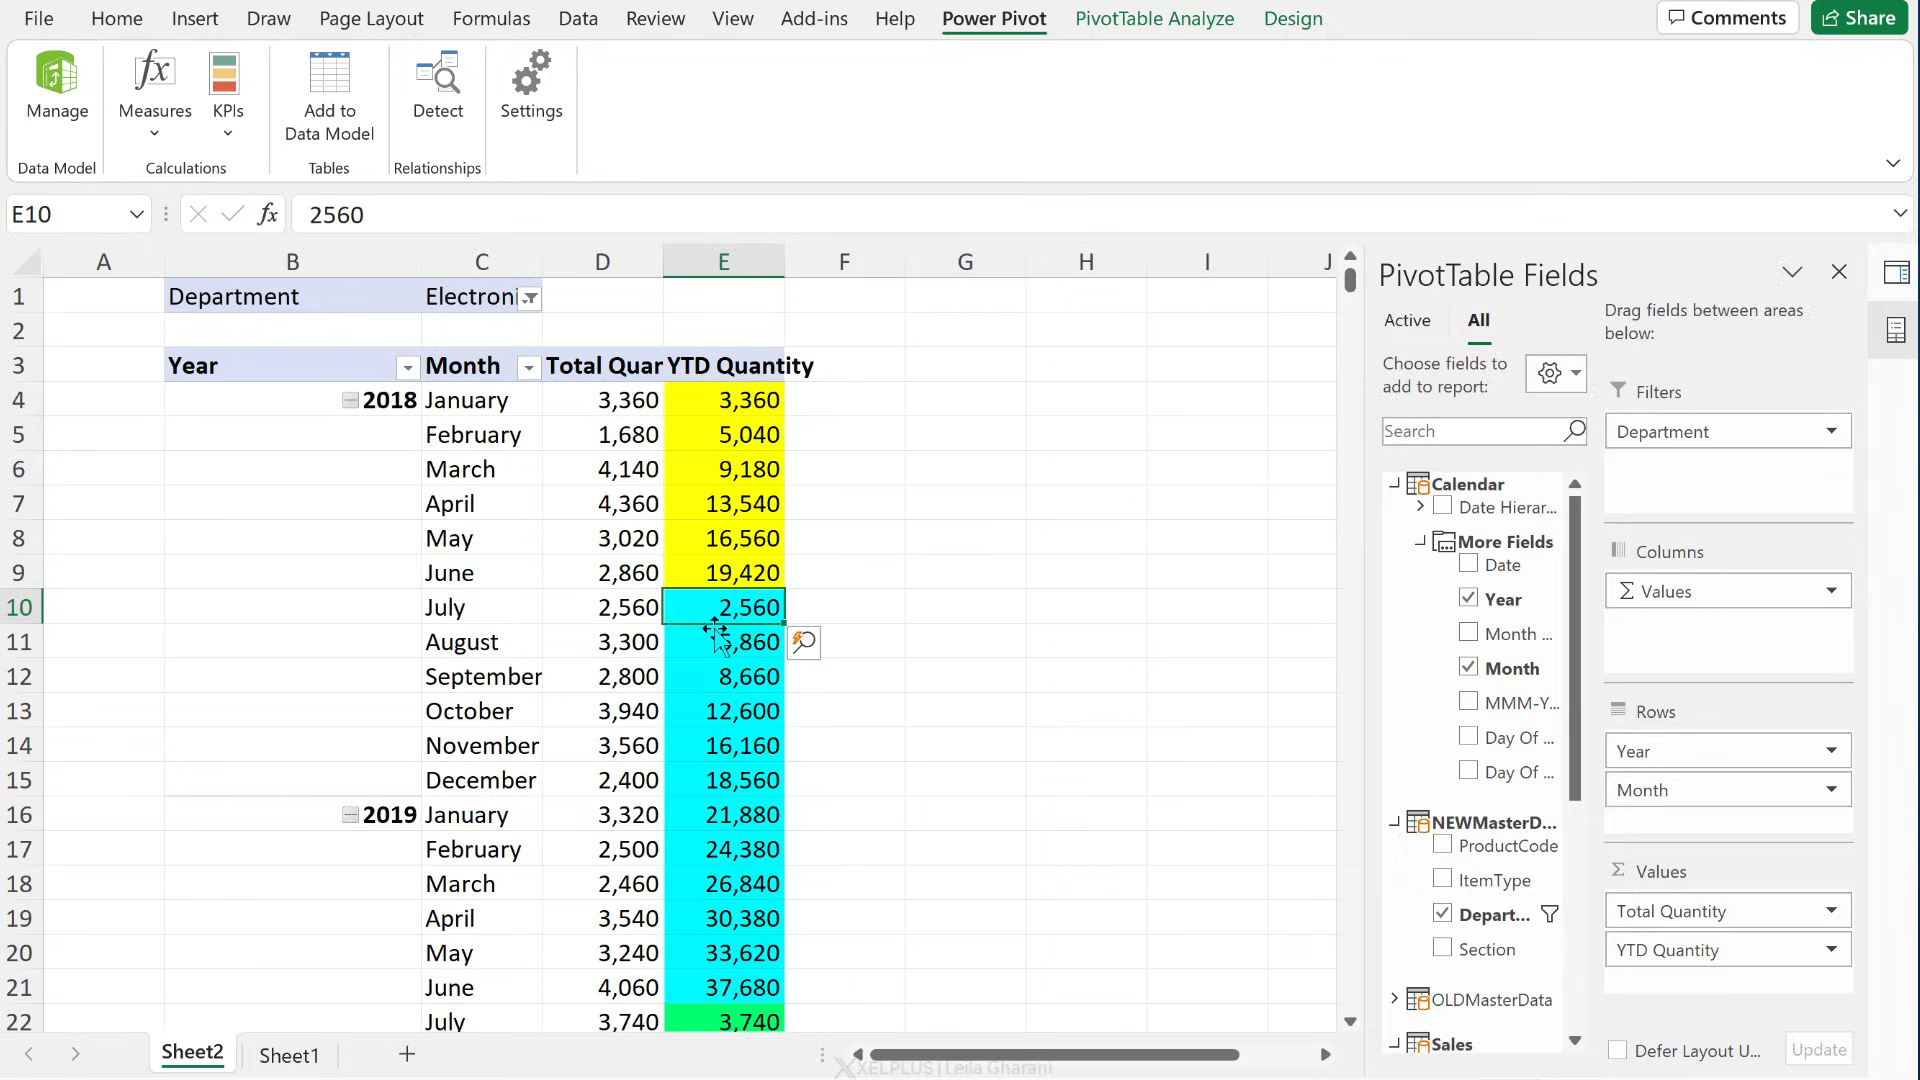 File Home Insert Draw Page Layout Formulas Data Review View Add-ins Help Power Pivot PivotTable Analyze Design Comments Share
Manage
Measures
KPIs
Add to
Data Model
Detect
Settings
Data Model Calculations Tables Relationships
E10 fx 2560
A B C D E F G H I J
1 Department Electroni
2
3 Year Month Total Quar YTD Quantity
4 2018 January 3,360 3,360
5 February 1,680 5,040
6 March 4,140 9,180
7 April 4,360 13,540
8 May 3,020 16,560
9 June 2,860 19,420
10 July 2,560 2,560
11 August 3,300 ,860
12 September 2,800 8,660
13 October 3,940 12,600
14 November 3,560 16,160
15 December 2,400 18,560
16 2019 January 3,320 21,880
17 February 2,500 24,380
18 March 2,460 26,840
19 April 3,540 30,380
20 May 3,240 33,620
21 June 4,060 37,680
22 July 3,740 3,740
Sheet2 Sheet1
XELPLUS | Leila Gharani
PivotTable Fields
Active All
Choose fields to
add to report:
Search
Calendar
Date Hierar...
More Fields
Date
Year
Month ...
Month
MMM-Y...
Day Of ...
Day Of ...
NEWMasterD...
ProductCode
ItemType
Depart...
Section
OLDMasterData
Sales
Drag fields between areas
below:
Filters
Department
Columns
Σ Values
Rows
Year
Month
Σ Values
Total Quantity
YTD Quantity
Defer Layout U... Update